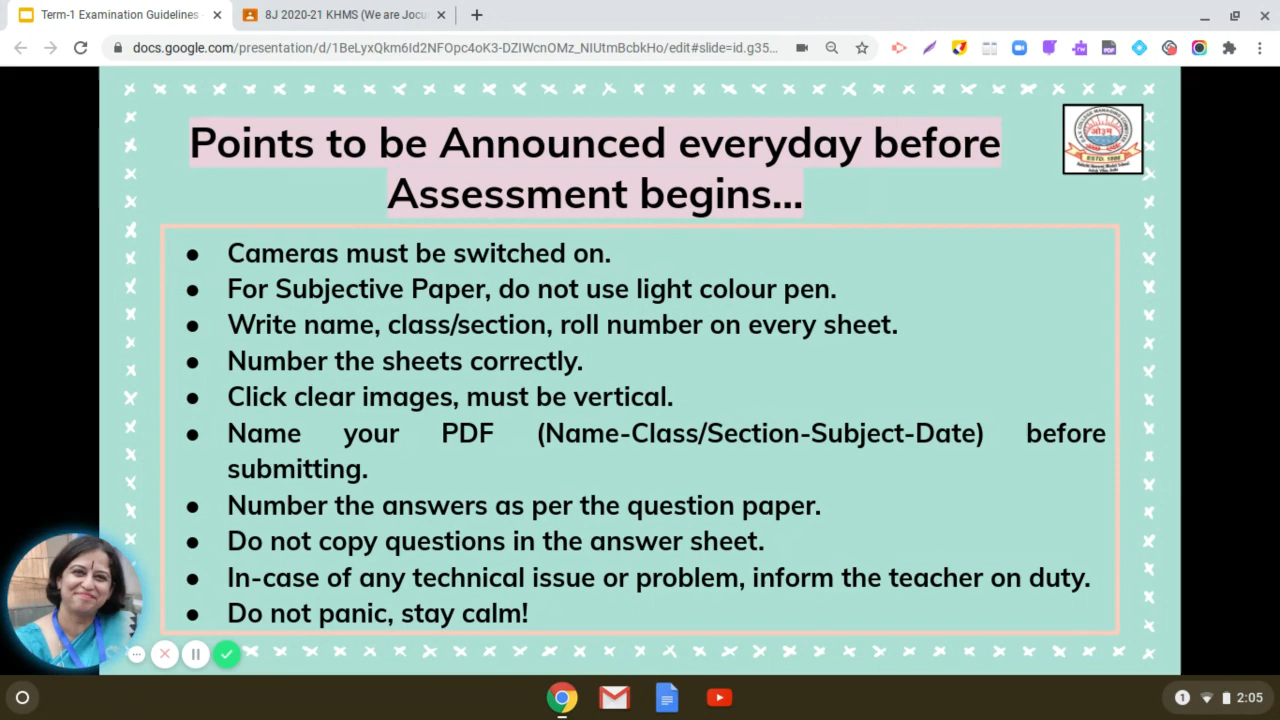 Term-1 Examination Guidelines
8J 2020-21 KHMS (We are Jocu
docs.google.com/presentation/d/1BeLyxQkm6Id2NFOpc4oK3-DZIWcnOMz_NIUtmBcbkHo/edit#slide=id.g35...
Points to be Announced everyday before
Assessment begins...
ओ३म्
ESTD. 1996
● Cameras must be switched on.
● For Subjective Paper, do not use light colour pen.
● Write name, class/section, roll number on every sheet.
● Number the sheets correctly.
● Click clear images, must be vertical.
● Name your PDF (Name-Class/Section-Subject-Date) before
submitting.
● Number the answers as per the question paper.
● Do not copy questions in the answer sheet.
● In-case of any technical issue or problem, inform the teacher on duty.
● Do not panic, stay calm!
1 2:05